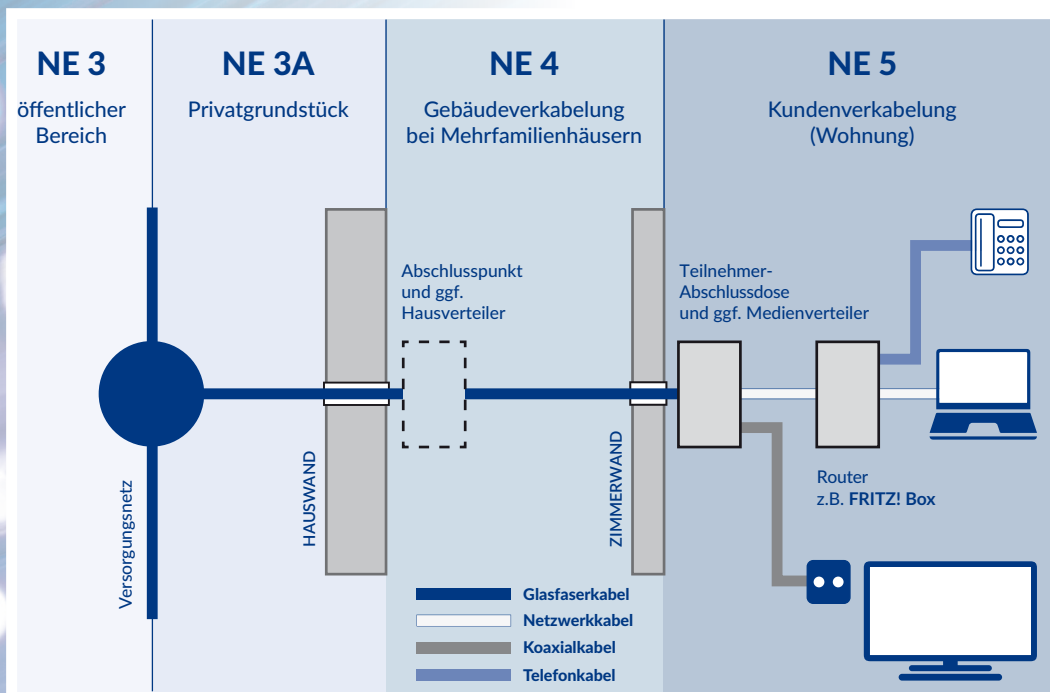 NE 3
öffentlicher
Bereich
NE 3A
Privatgrundstück
NE 4
Gebäudeverkabelung
bei Mehrfamilienhäusern
NE 5
Kundenverkabelung
(Wohnung)
Versorgungsnetz
HAUSWAND
Abschlusspunkt
und ggf.
Hausverteiler
ZIMMERWAND
Teilnehmer-
Abschlussdose
und ggf. Medienverteiler
Router
z.B. FRITZ! Box
Glasfaserkabel
Netzwerkkabel
Koaxialkabel
Telefonkabel